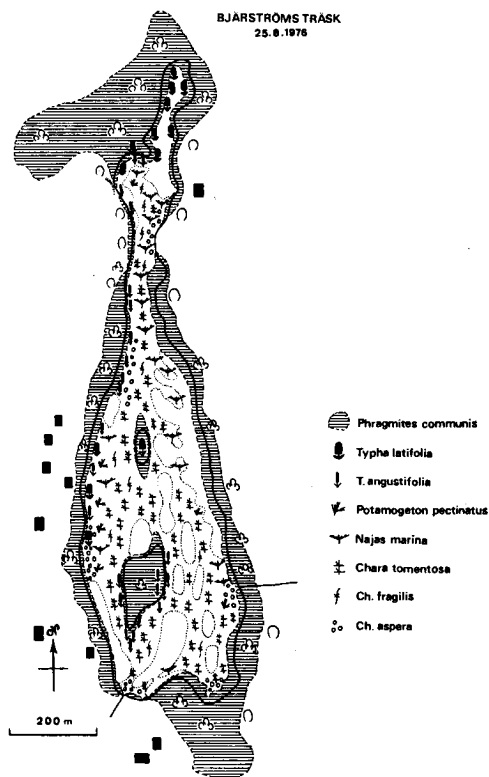 BJÄRSTRÖMS TRÄSK
25.8.1976
Phragmites communis
Typha latifolia
T. angustifolia
Potamogeton pectinatus
Najas marina
Chara tomentosa
Ch. fragilis
Ch. aspera
200 m